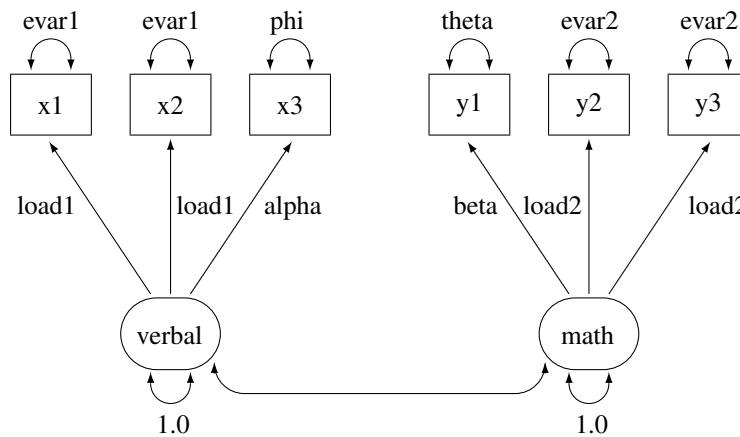 evar1 evar1 phi theta evar2 evar2
x1 x2 x3 y1 y2 y3
load1 load1 alpha beta load2 load2
verbal math
1.0 1.0